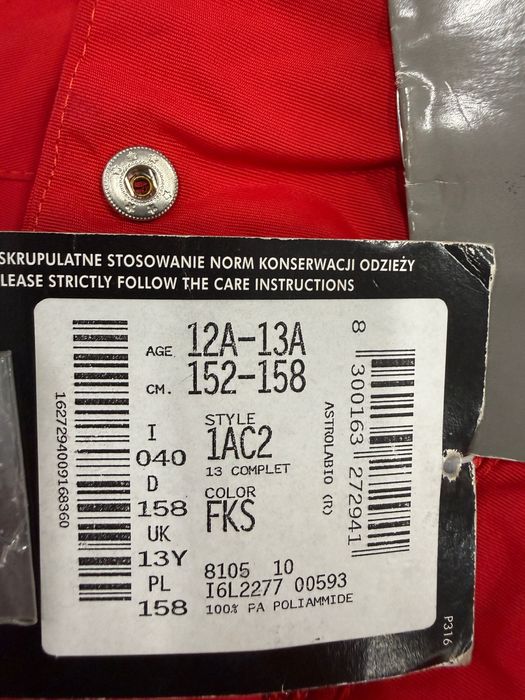 SKRUPULATNE STOSOWANIE NORM KONSERWACJI ODZIEŻY
LEASE STRICTLY FOLLOW THE CARE INSTRUCTIONS
1627294009168360
AGE 12A-13A
CM. 152-158
I
040
D
158
UK
13Y
PL
158
STYLE
1AC2
13 COMPLET
COLOR
FKS
8105 10
I6L2277 00593
100% PA POLIAMMIDE
ASTROLABIO (R)
8 300163 272941
P316